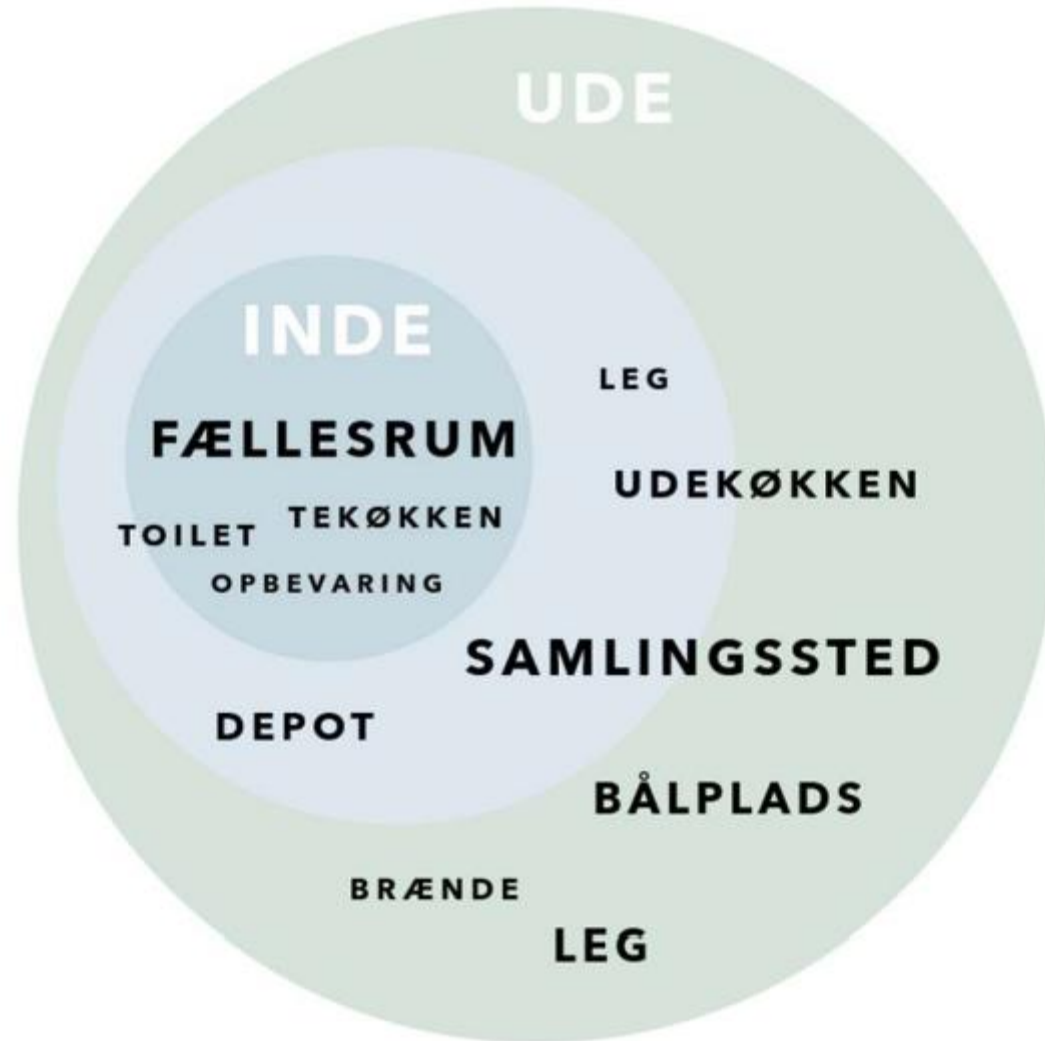 UDE
INDE
LEG
FÆLLESRUM
UDEKØKKEN
TEKØKKEN
TOILET
OPBEVARING
SAMLINGSSTED
DEPOT
BÅLPLADS
BRÆNDE
LEG